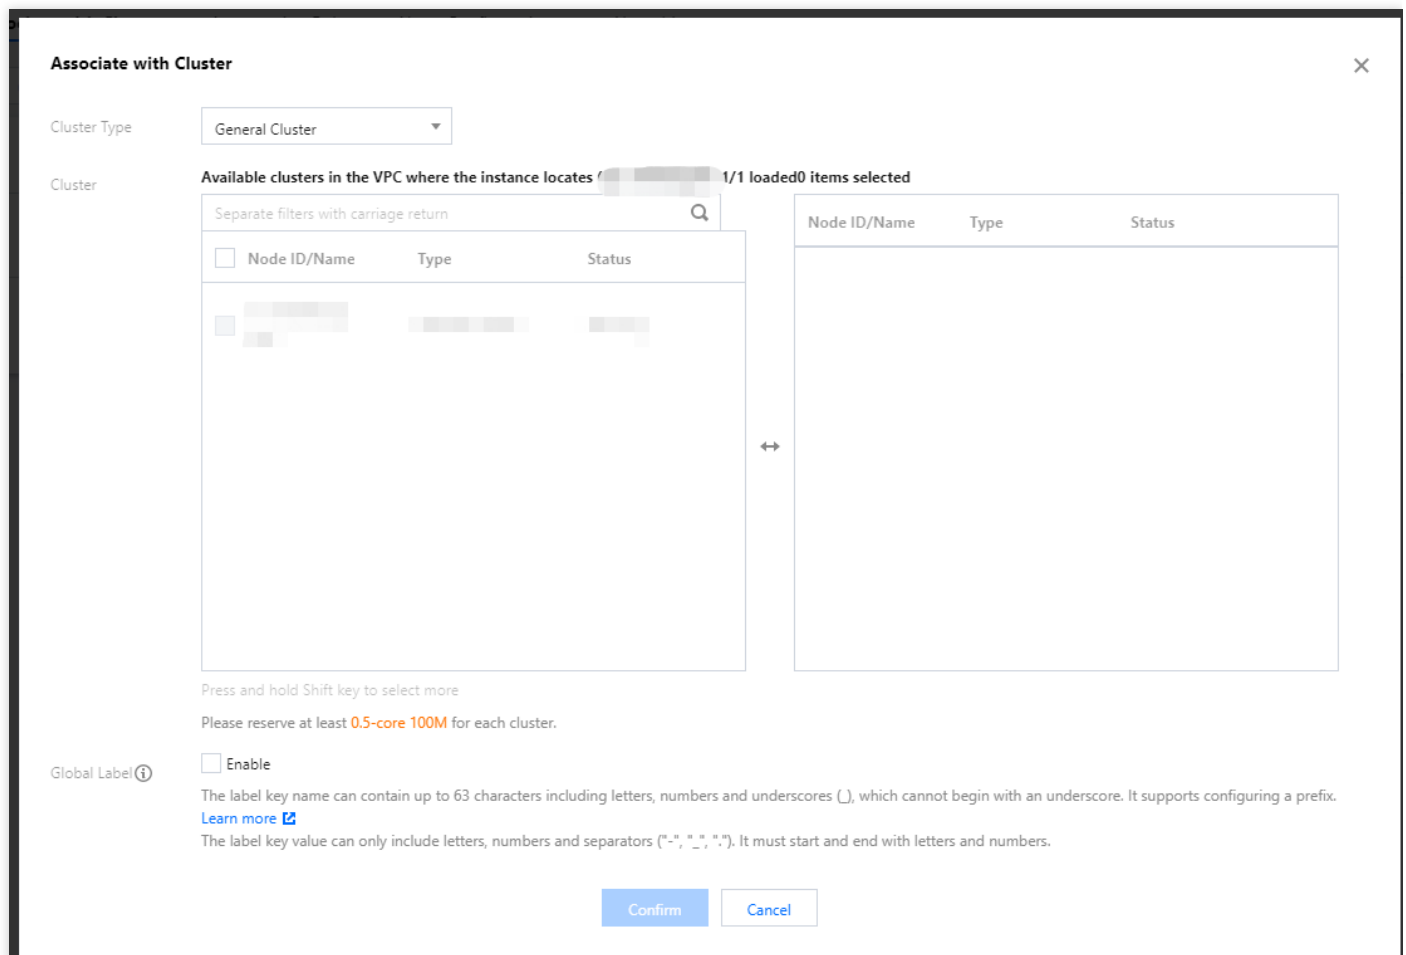 Associate with Cluster
Cluster Type
General Cluster
Cluster
Available clusters in the VPC where the instance locates ( 1/1 loaded0 items selected
Separate filters with carriage return
Node ID/Name Type Status
Node ID/Name Type Status
Press and hold Shift key to select more
Please reserve at least 0.5-core 100M for each cluster.
Global Label
Enable
The label key name can contain up to 63 characters including letters, numbers and underscores (_), which cannot begin with an underscore. It supports configuring a prefix.
Learn more
The label key value can only include letters, numbers and separators ("-", "_", "."). It must start and end with letters and numbers.
Confirm
Cancel